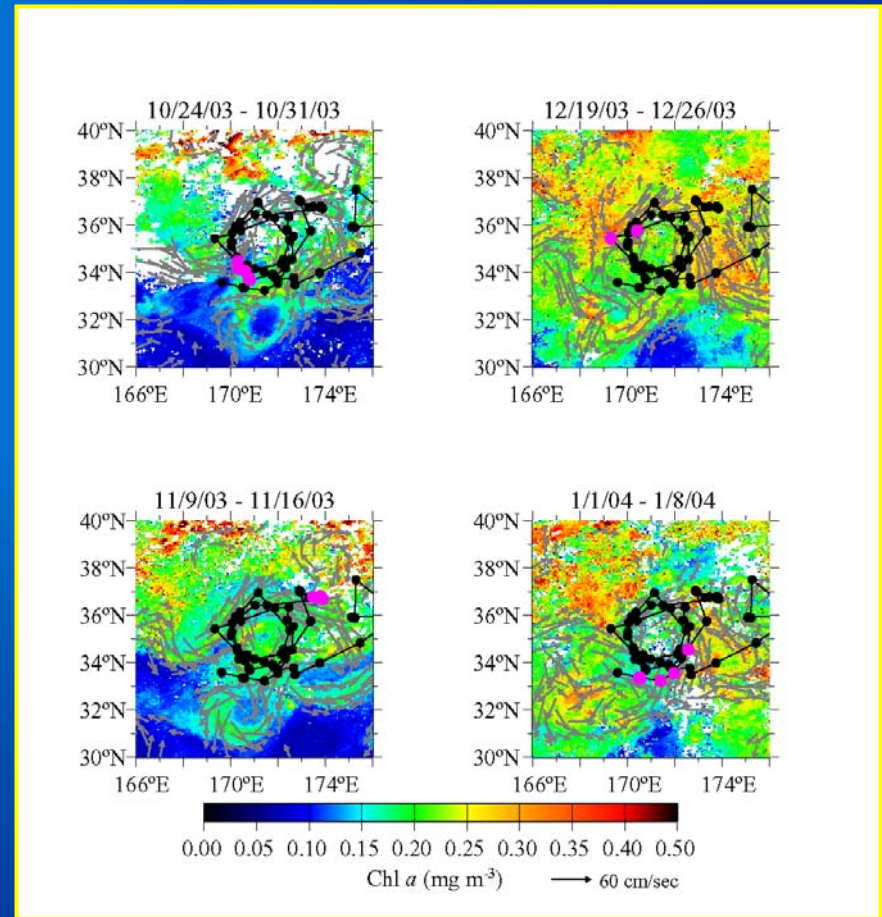 10/24/03 - 10/31/03
40ºN
38ºN
36ºN
34ºN
32ºN
30ºN
166ºE 170ºE 174ºE
12/19/03 - 12/26/03
40ºN
38ºN
36ºN
34ºN
32ºN
30ºN
166ºE 170ºE 174ºE
11/9/03 - 11/16/03
40ºN
38ºN
36ºN
34ºN
32ºN
30ºN
166ºE 170ºE 174ºE
1/1/04 - 1/8/04
40ºN
38ºN
36ºN
34ºN
32ºN
30ºN
166ºE 170ºE 174ºE
0.00 0.05 0.10 0.15 0.20 0.25 0.30 0.35 0.40 0.45 0.50
Chl a (mg m⁻³) 60 cm/sec